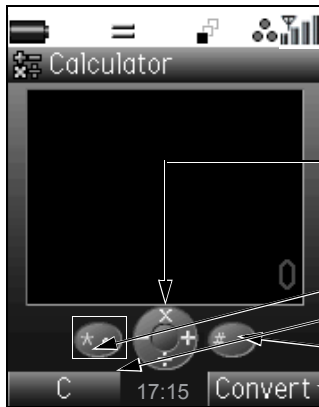 Calculator
0
* • × + ÷ - #
C 17:15 Convert